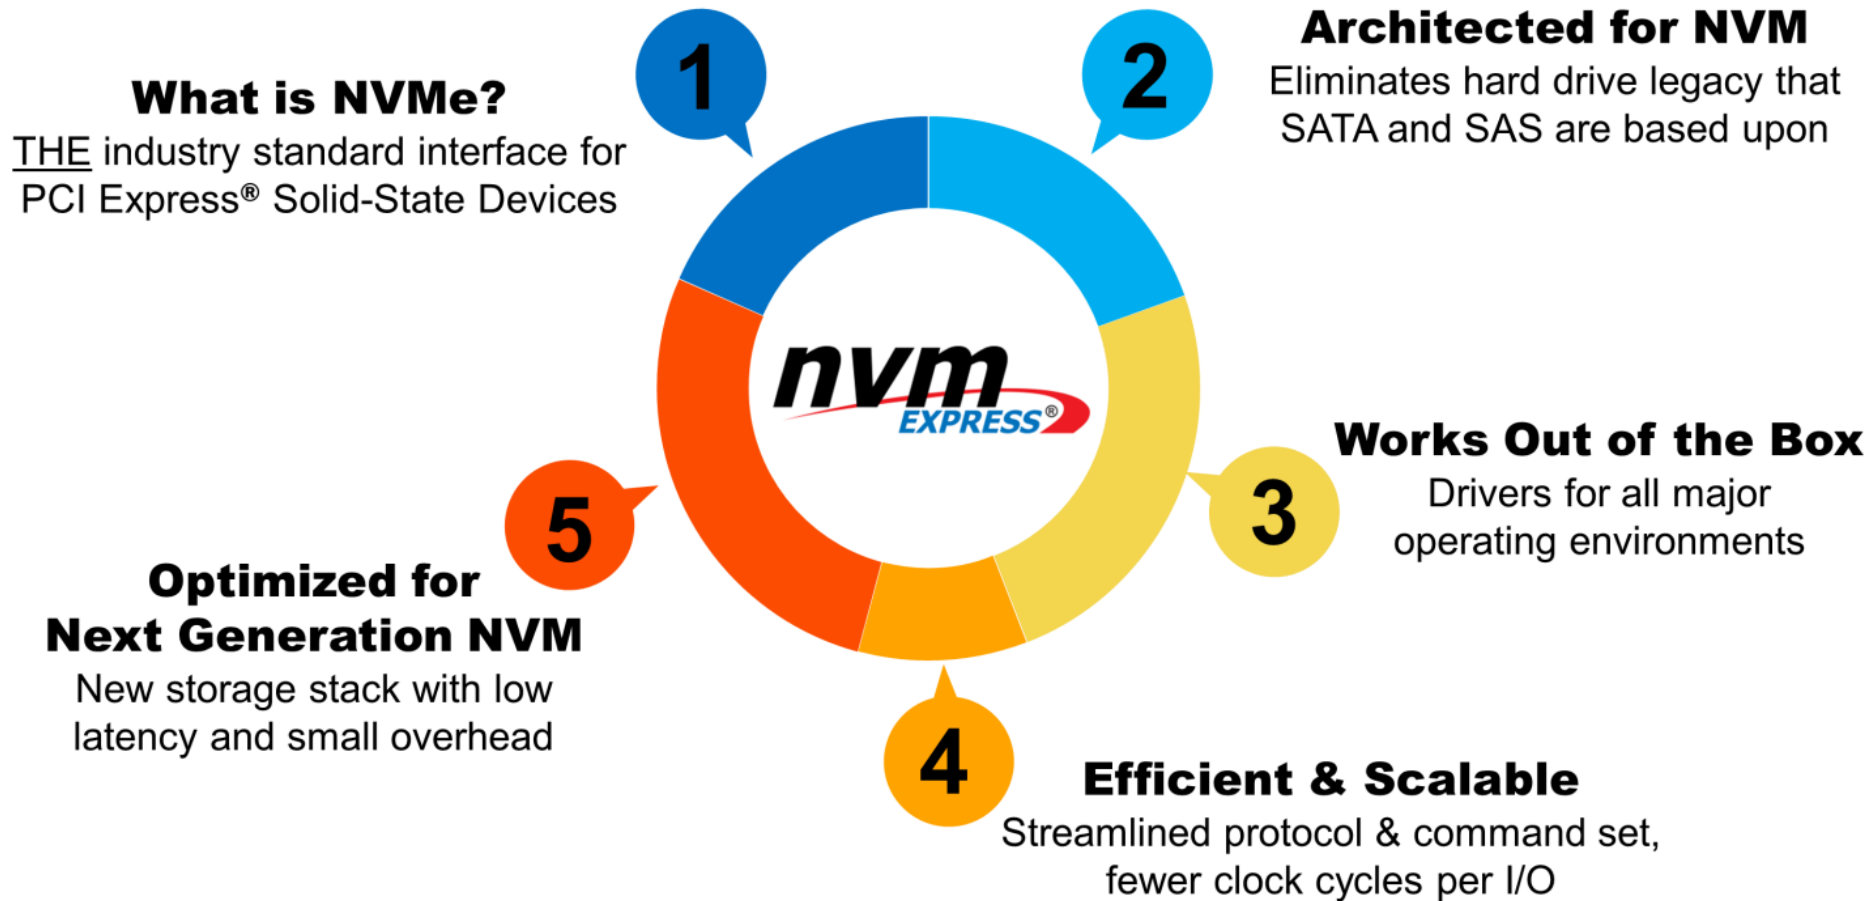 1
What is NVMe?
THE industry standard interface for
PCI Express® Solid-State Devices
2
Architected for NVM
Eliminates hard drive legacy that
SATA and SAS are based upon
3
Works Out of the Box
Drivers for all major
operating environments
4
Efficient & Scalable
Streamlined protocol & command set,
fewer clock cycles per I/O
5
Optimized for
Next Generation NVM
New storage stack with low
latency and small overhead
nvm
EXPRESS®